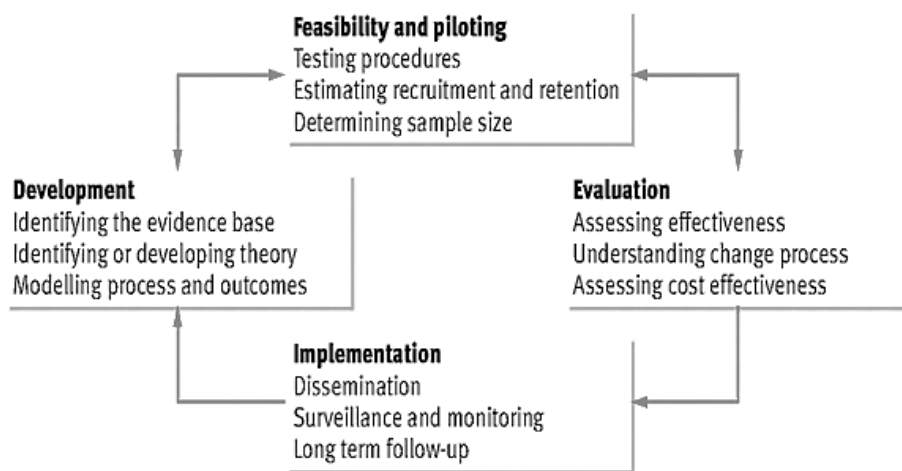 Feasibility and piloting
Testing procedures
Estimating recruitment and retention
Determining sample size
Development
Identifying the evidence base
Identifying or developing theory
Modelling process and outcomes
Evaluation
Assessing effectiveness
Understanding change process
Assessing cost effectiveness
Implementation
Dissemination
Surveillance and monitoring
Long term follow-up